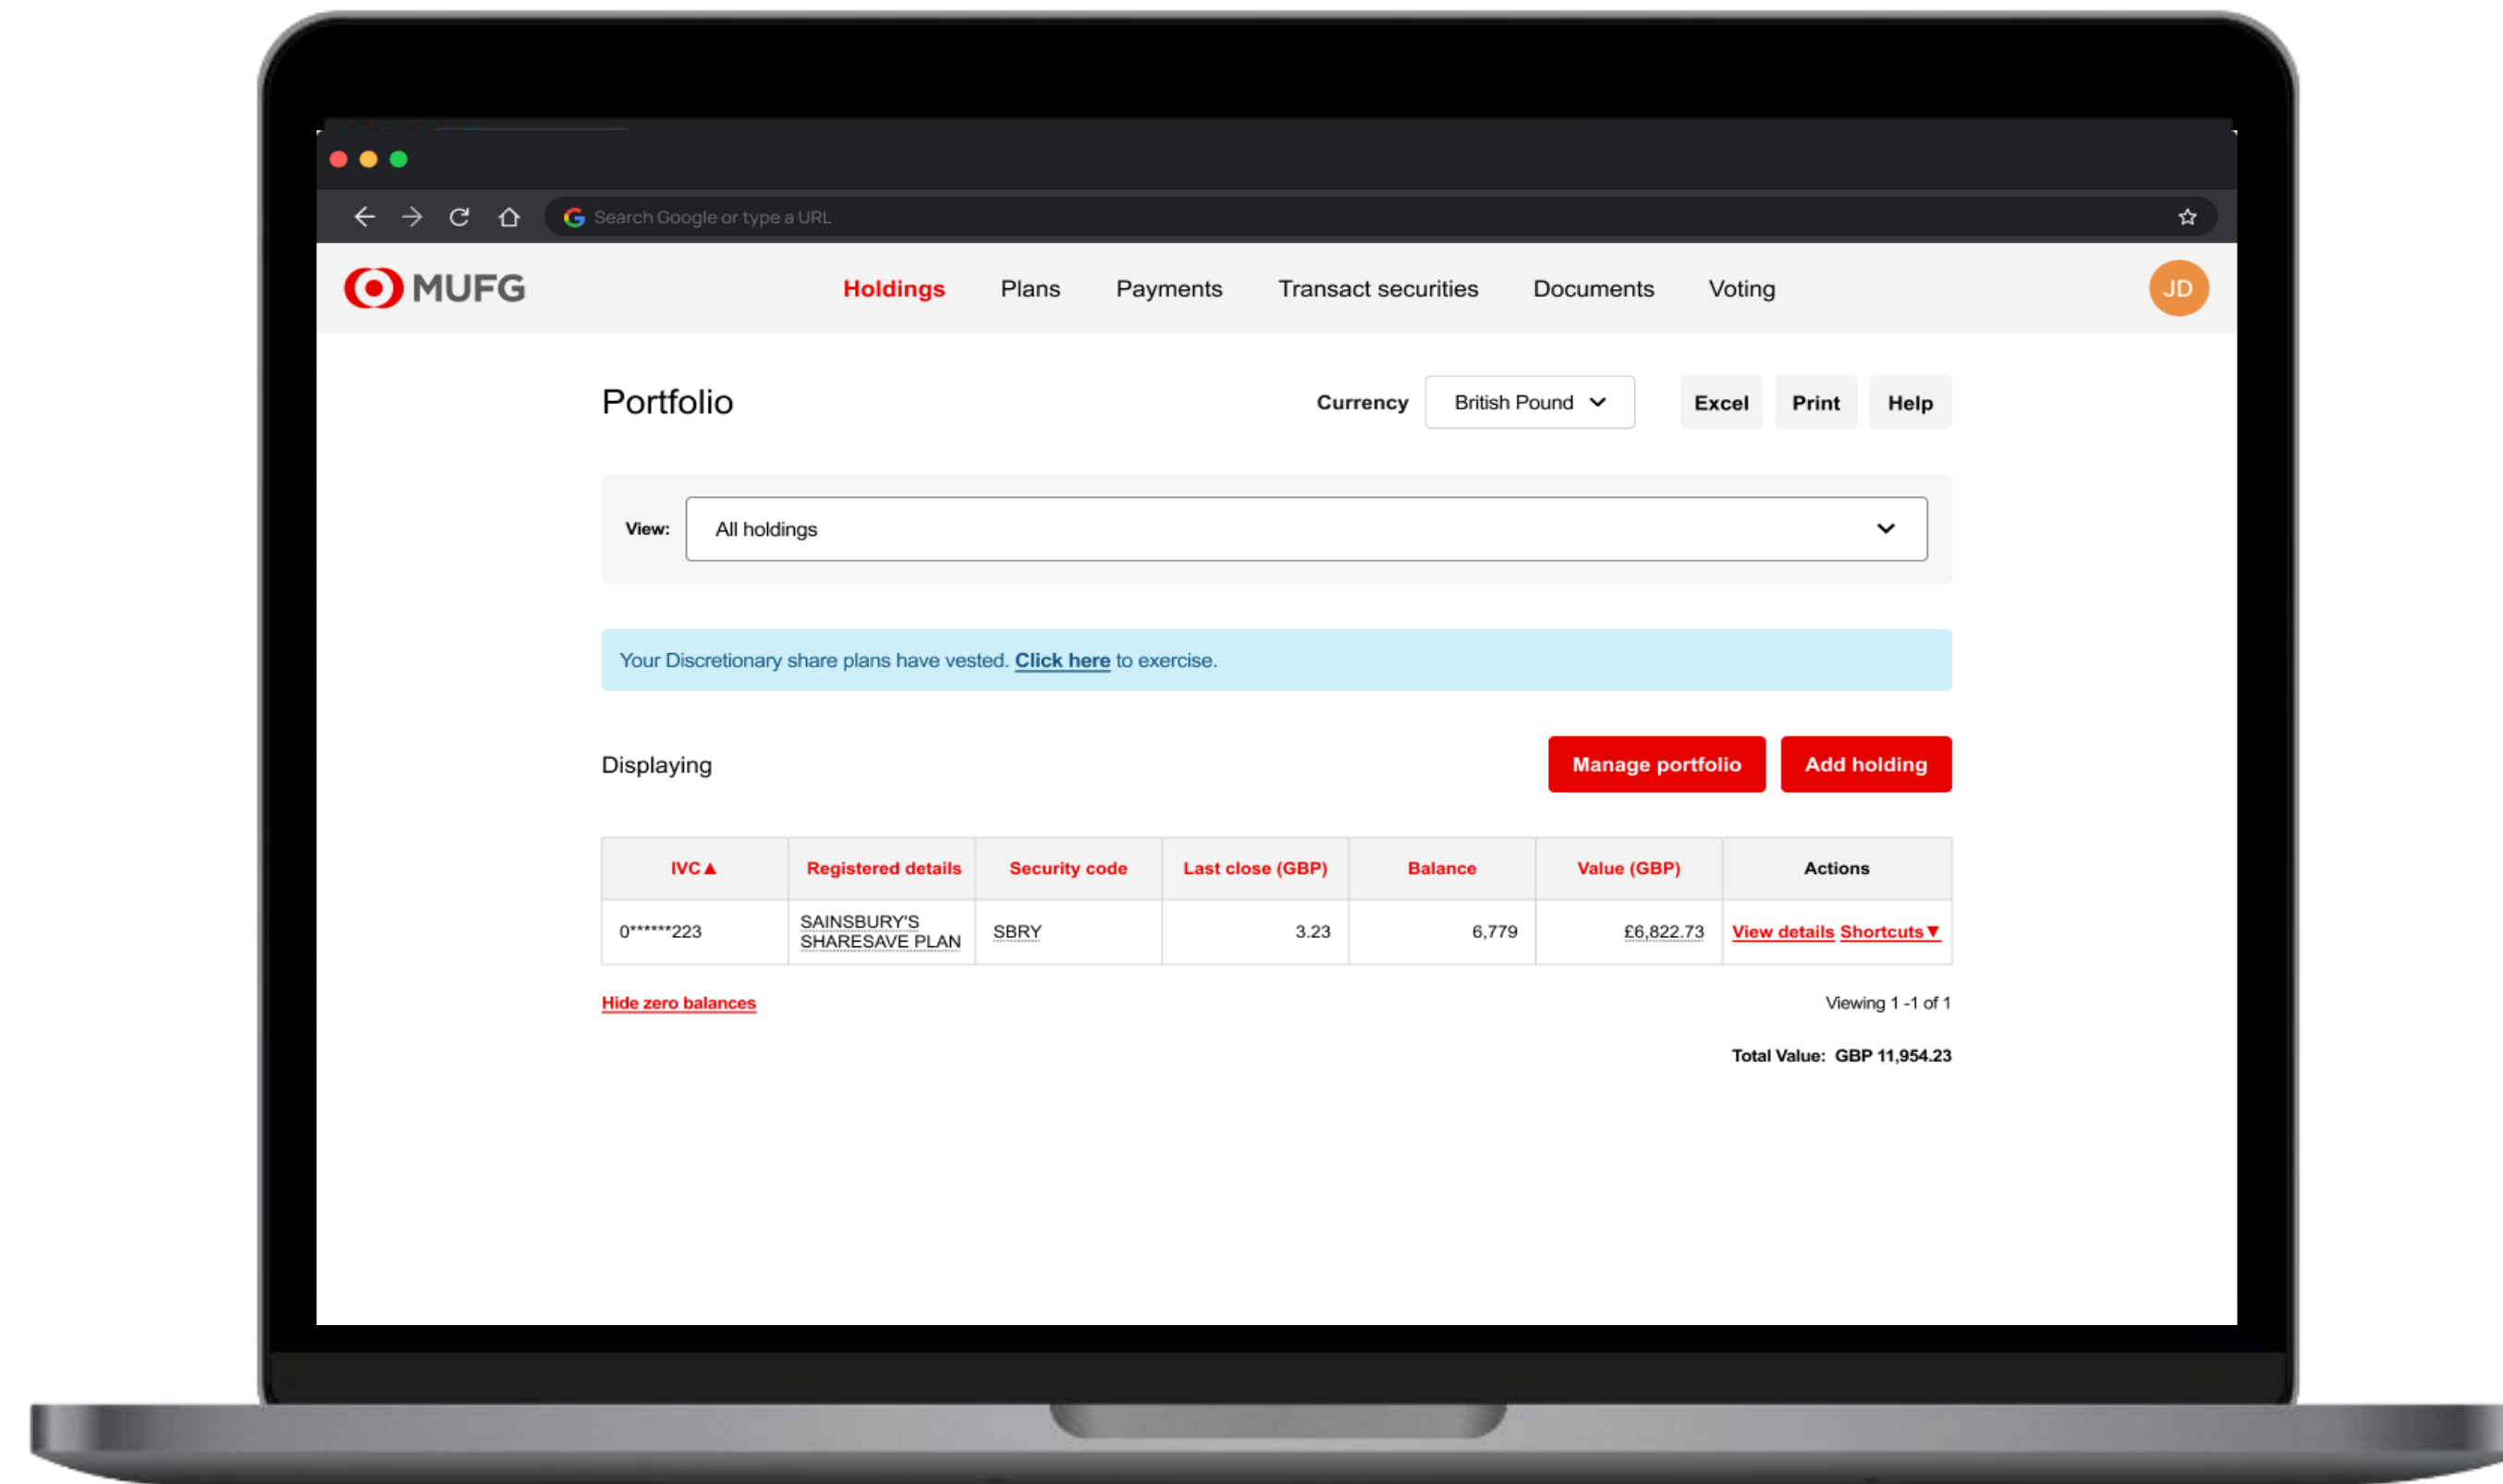 Search Google or type a URL
MUFG
Holdings Plans Payments Transact securities Documents Voting
JD
Portfolio
Currency British Pound Excel Print Help
View: All holdings
Your Discretionary share plans have vested. Click here to exercise.
Displaying
Manage portfolio Add holding
IVC▲ Registered details Security code Last close (GBP) Balance Value (GBP) Actions
0******223 SAINSBURY'S SHARESAVE PLAN SBRY 3.23 6,779 £6,822.73 View details Shortcuts▼
Hide zero balances
Viewing 1 -1 of 1
Total Value: GBP 11,954.23